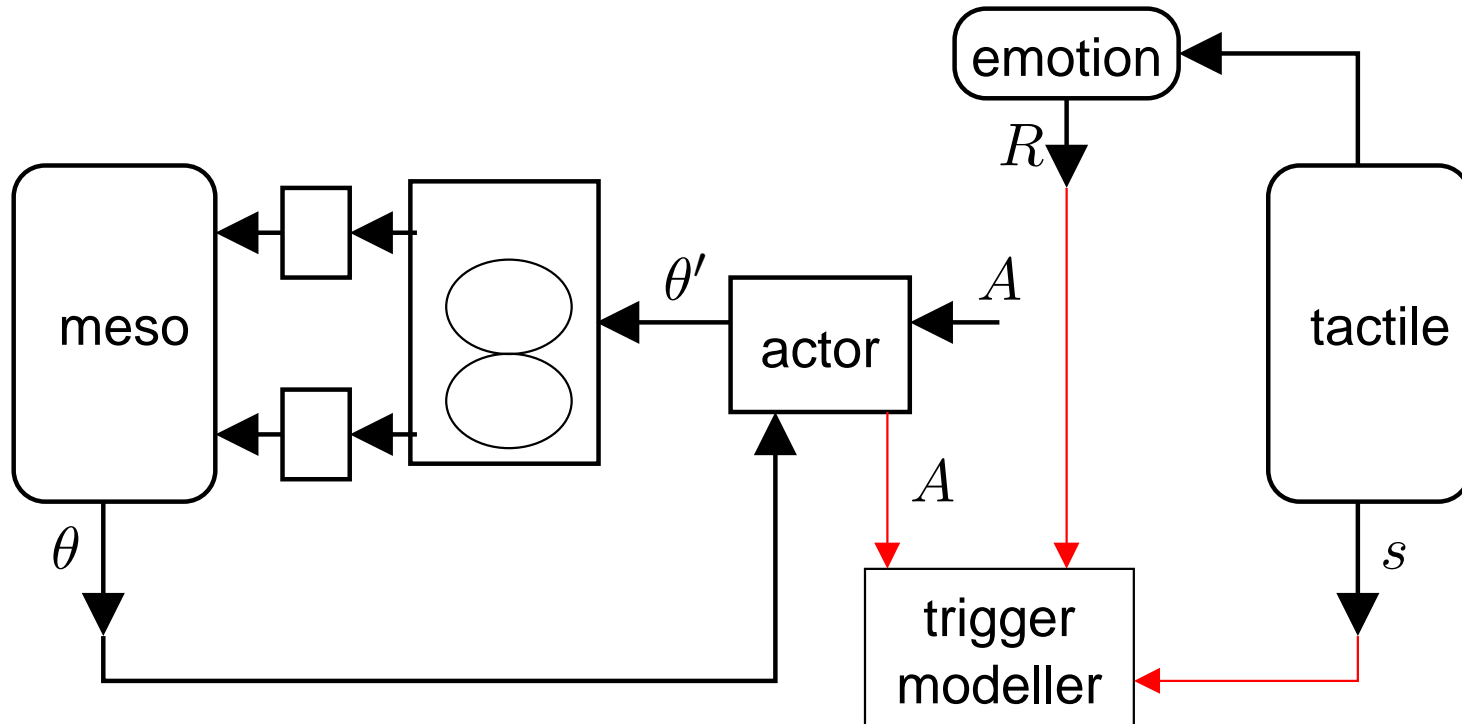 emotion
R
θ′
A
meso
actor
tactile
A
θ
s
trigger
modeller